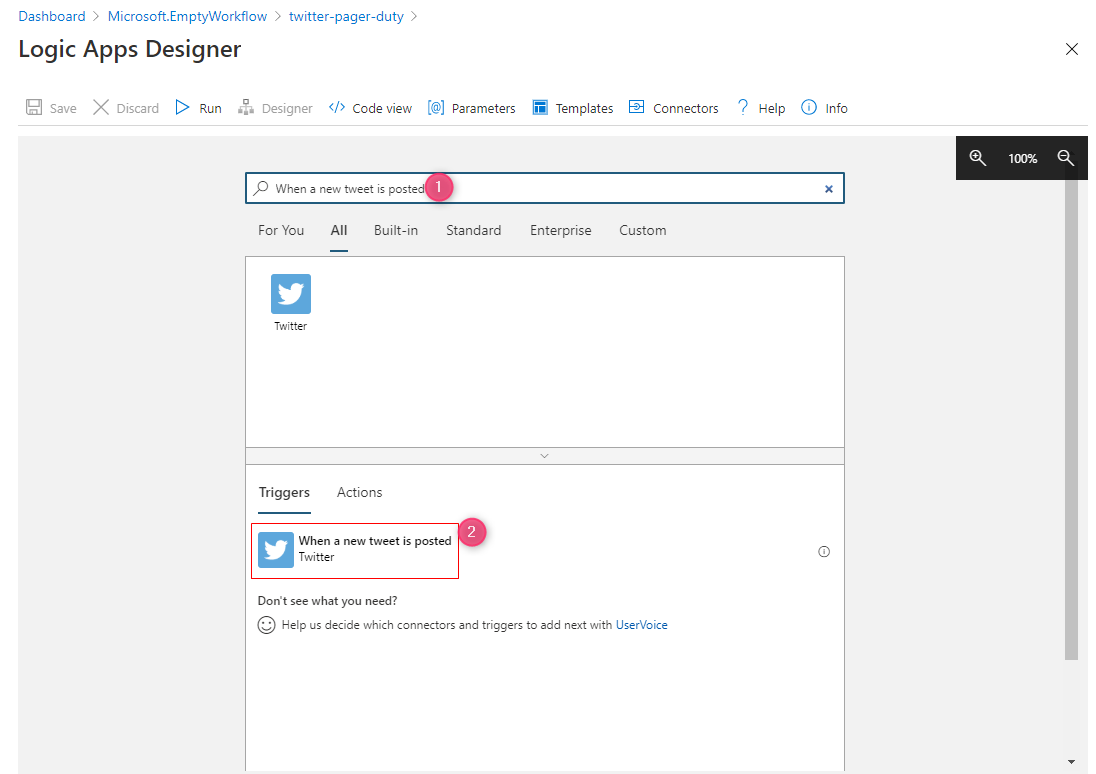 Dashboard > Microsoft.EmptyWorkflow > twitter-pager-duty >
Logic Apps Designer
Save Discard Run Designer Code view Parameters Templates Connectors ? Help Info
100%
When a new tweet is posted 1
For You All Built-in Standard Enterprise Custom
Twitter
Triggers Actions
When a new tweet is posted 2
Twitter
Don't see what you need?
Help us decide which connectors and triggers to add next with UserVoice